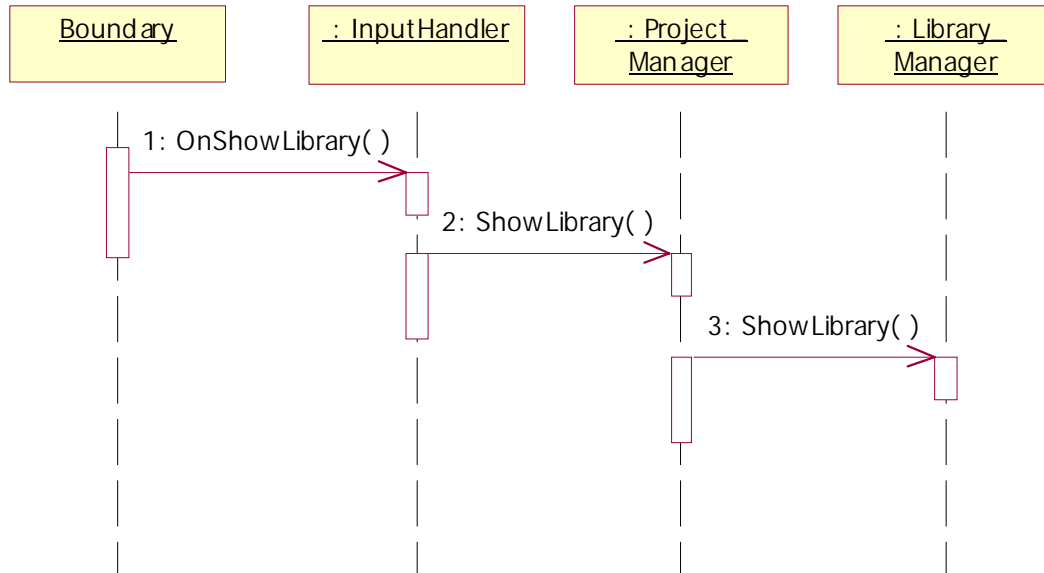 Boundary
: InputHandler
: Project_
Manager
: Library_
Manager
1: OnShowLibrary( )
2: ShowLibrary( )
3: ShowLibrary( )